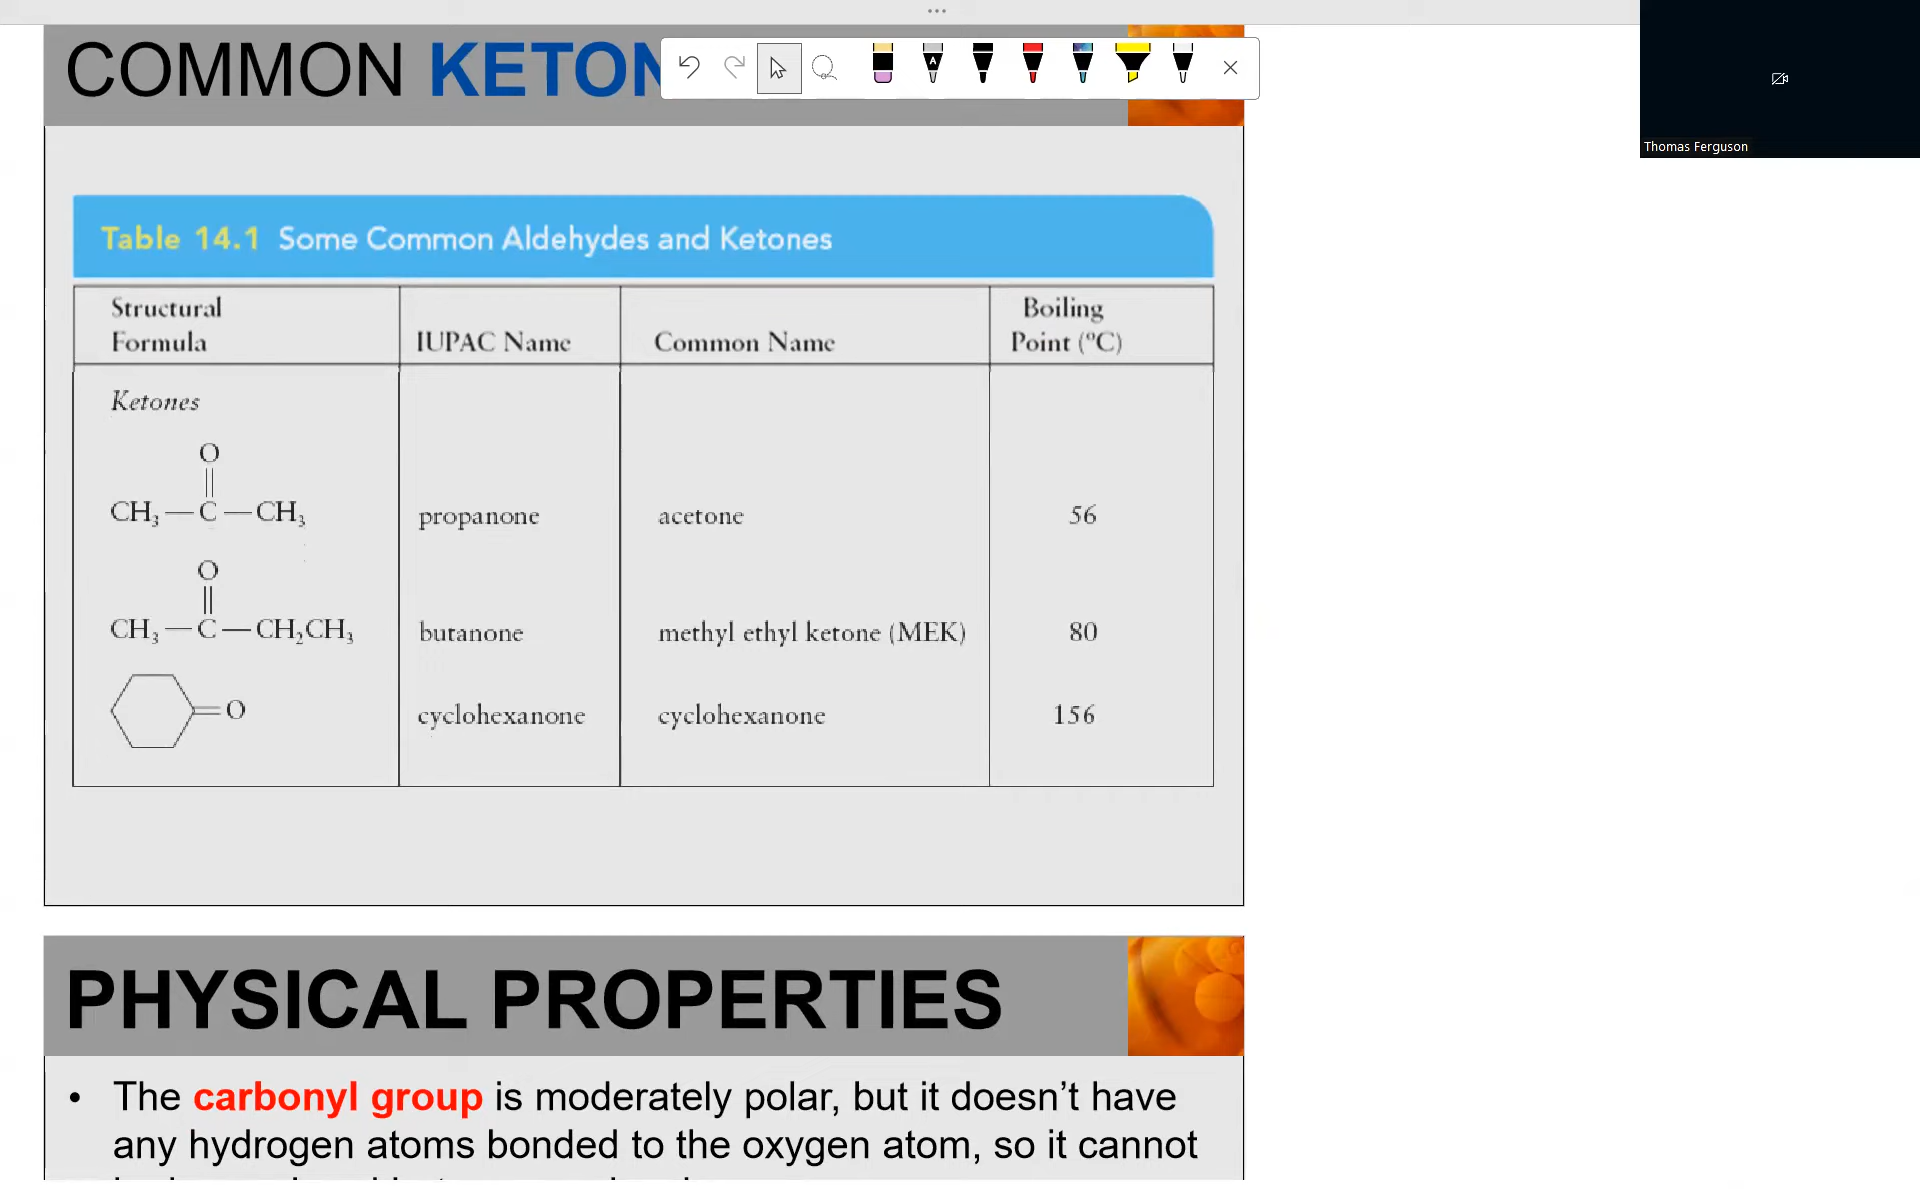 COMMON KETON
Thomas Ferguson
Table 14.1 Some Common Aldehydes and Ketones
Structural Formula
IUPAC Name
Common Name
Boiling Point (ºC)
Ketones
O
CH₃—C—CH₃ propanone acetone 56
O
CH₃—C—CH₂CH₃ butanone methyl ethyl ketone (MEK) 80
=O cyclohexanone cyclohexanone 156
PHYSICAL PROPERTIES
• The carbonyl group is moderately polar, but it doesn’t have
any hydrogen atoms bonded to the oxygen atom, so it cannot